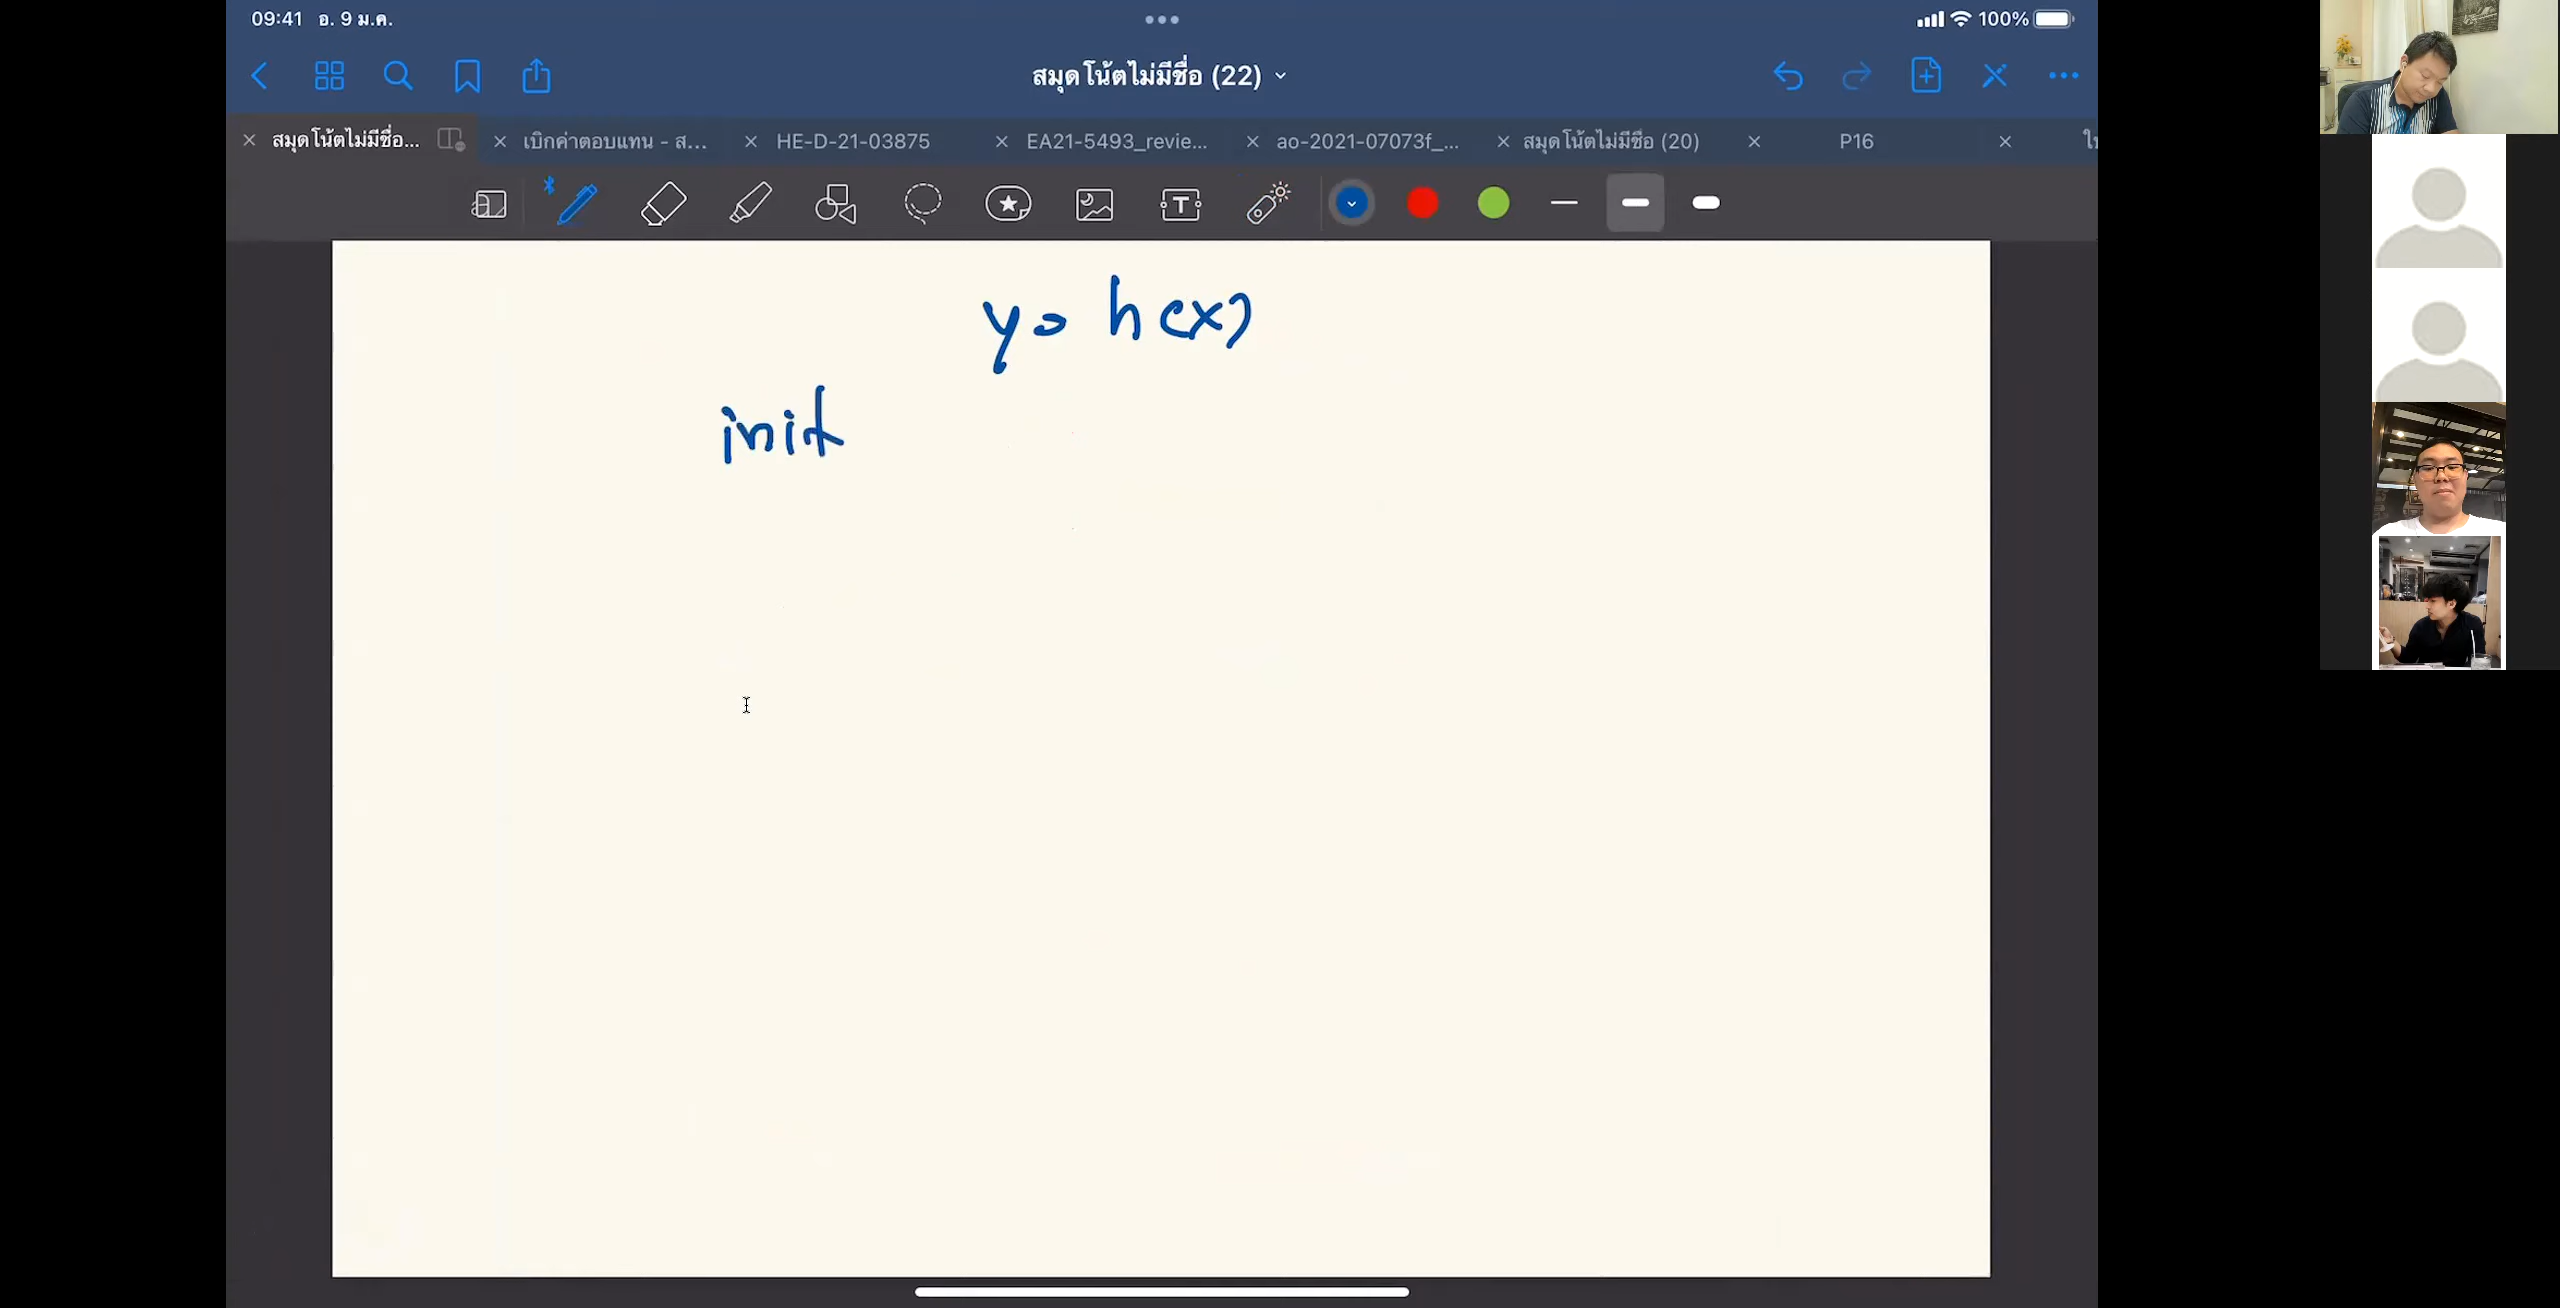 09:41 อ. 9 ม.ค.
100%
สมุดโน้ตไม่มีชื่อ (22)
สมุดโน้ตไม่มีชื่อ...
เบิกค่าตอบแทน - ส...
HE-D-21-03875
EA21-5493_revie...
ao-2021-07073f_...
สมุดโน้ตไม่มีชื่อ (20)
P16
y = h(x)
init